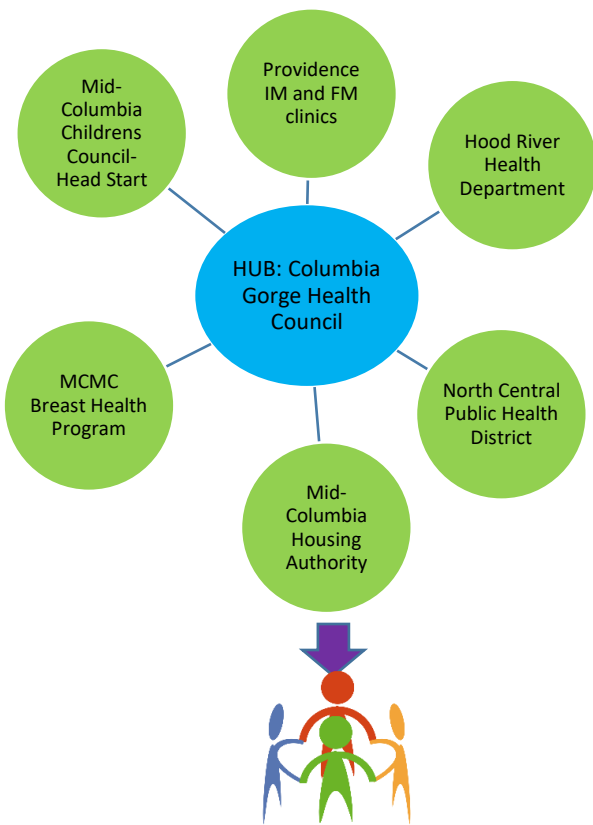 Mid-
Columbia
Childrens
Council-
Head Start
Providence
IM and FM
clinics
Hood River
Health
Department
HUB: Columbia
Gorge Health
Council
MCMC
Breast Health
Program
North Central
Public Health
District
Mid-
Columbia
Housing
Authority